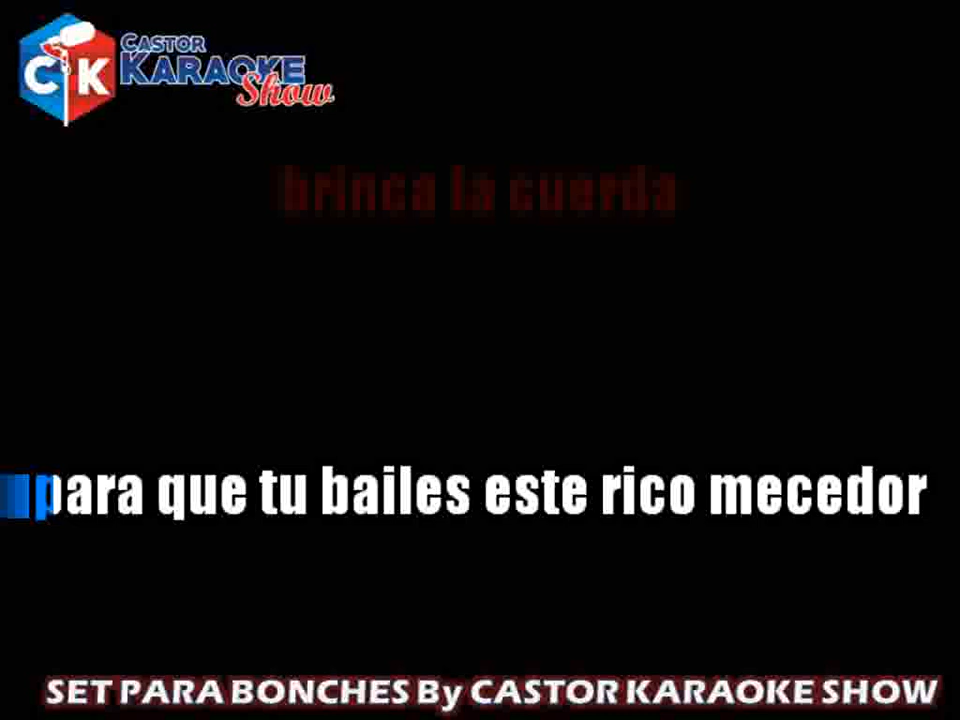 CK CASTOR
KARAOKE
Show
brinca la cuerda
para que tu bailes este rico mecedor
SET PARA BONCHES By CASTOR KARAOKE SHOW